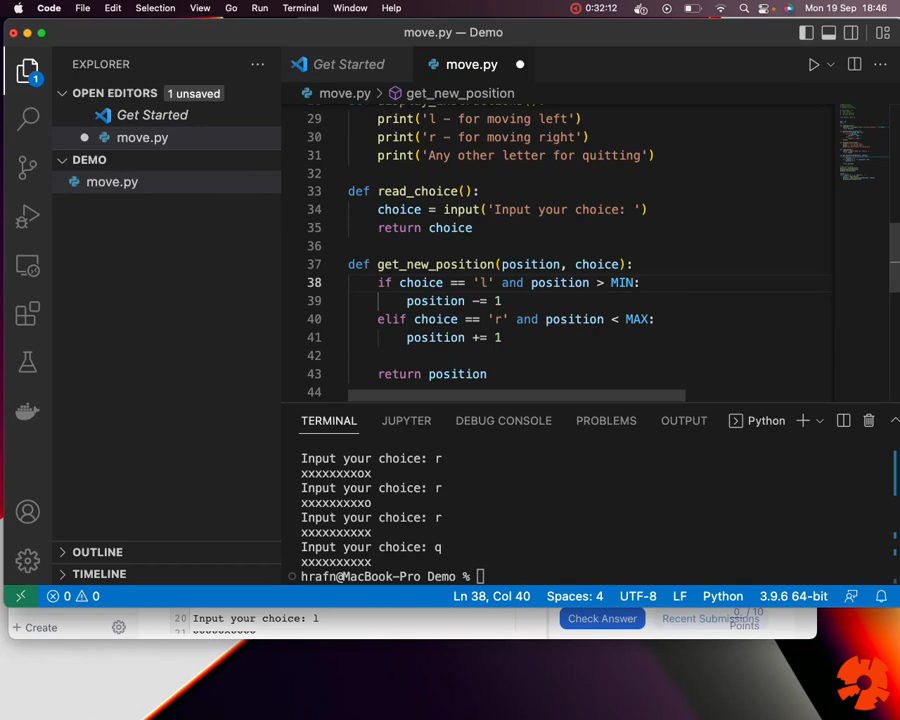 Code File Edit Selection View Go Run Terminal Window Help 0:32:12 Mon 19 Sep 18:46
move.py — Demo
EXPLORER
Get Started
move.py
OPEN EDITORS 1 unsaved
Get Started
move.py
DEMO
move.py
move.py > get_new_position
29 print('l - for moving left')
30 print('r - for moving right')
31 print('Any other letter for quitting')
32
33 def read_choice():
34 choice = input('Input your choice: ')
35 return choice
36
37 def get_new_position(position, choice):
38 if choice == 'l' and position > MIN:
39 position -= 1
40 elif choice == 'r' and position < MAX:
41 position += 1
42
43 return position
44
TERMINAL JUPYTER DEBUG CONSOLE PROBLEMS OUTPUT Python
Input your choice: r
xxxxxxxxox
Input your choice: r
xxxxxxxxxo
Input your choice: r
xxxxxxxxxx
Input your choice: q
xxxxxxxxxx
hrafn@MacBook-Pro Demo %
OUTLINE
TIMELINE
1
0 0 Ln 38, Col 40 Spaces: 4 UTF-8 LF Python 3.9.6 64-bit
Create
20 Input your choice: l
21
Check Answer
Recent Submissions
0 / 10
Points